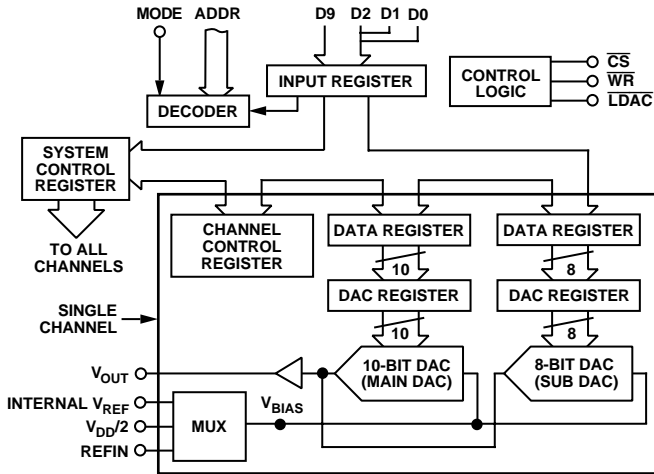 MODE ADDR D9 D2 D1 D0
INPUT REGISTER
DECODER
CONTROL
LOGIC
CS
WR
LDAC
SYSTEM
CONTROL
REGISTER
TO ALL
CHANNELS
CHANNEL
CONTROL
REGISTER
DATA REGISTER
DATA REGISTER
10
8
DAC REGISTER
DAC REGISTER
10
8
SINGLE
CHANNEL
10-BIT DAC
(MAIN DAC)
8-BIT DAC
(SUB DAC)
VOUT
INTERNAL VREF
VDD/2
REFIN
MUX
VBIAS